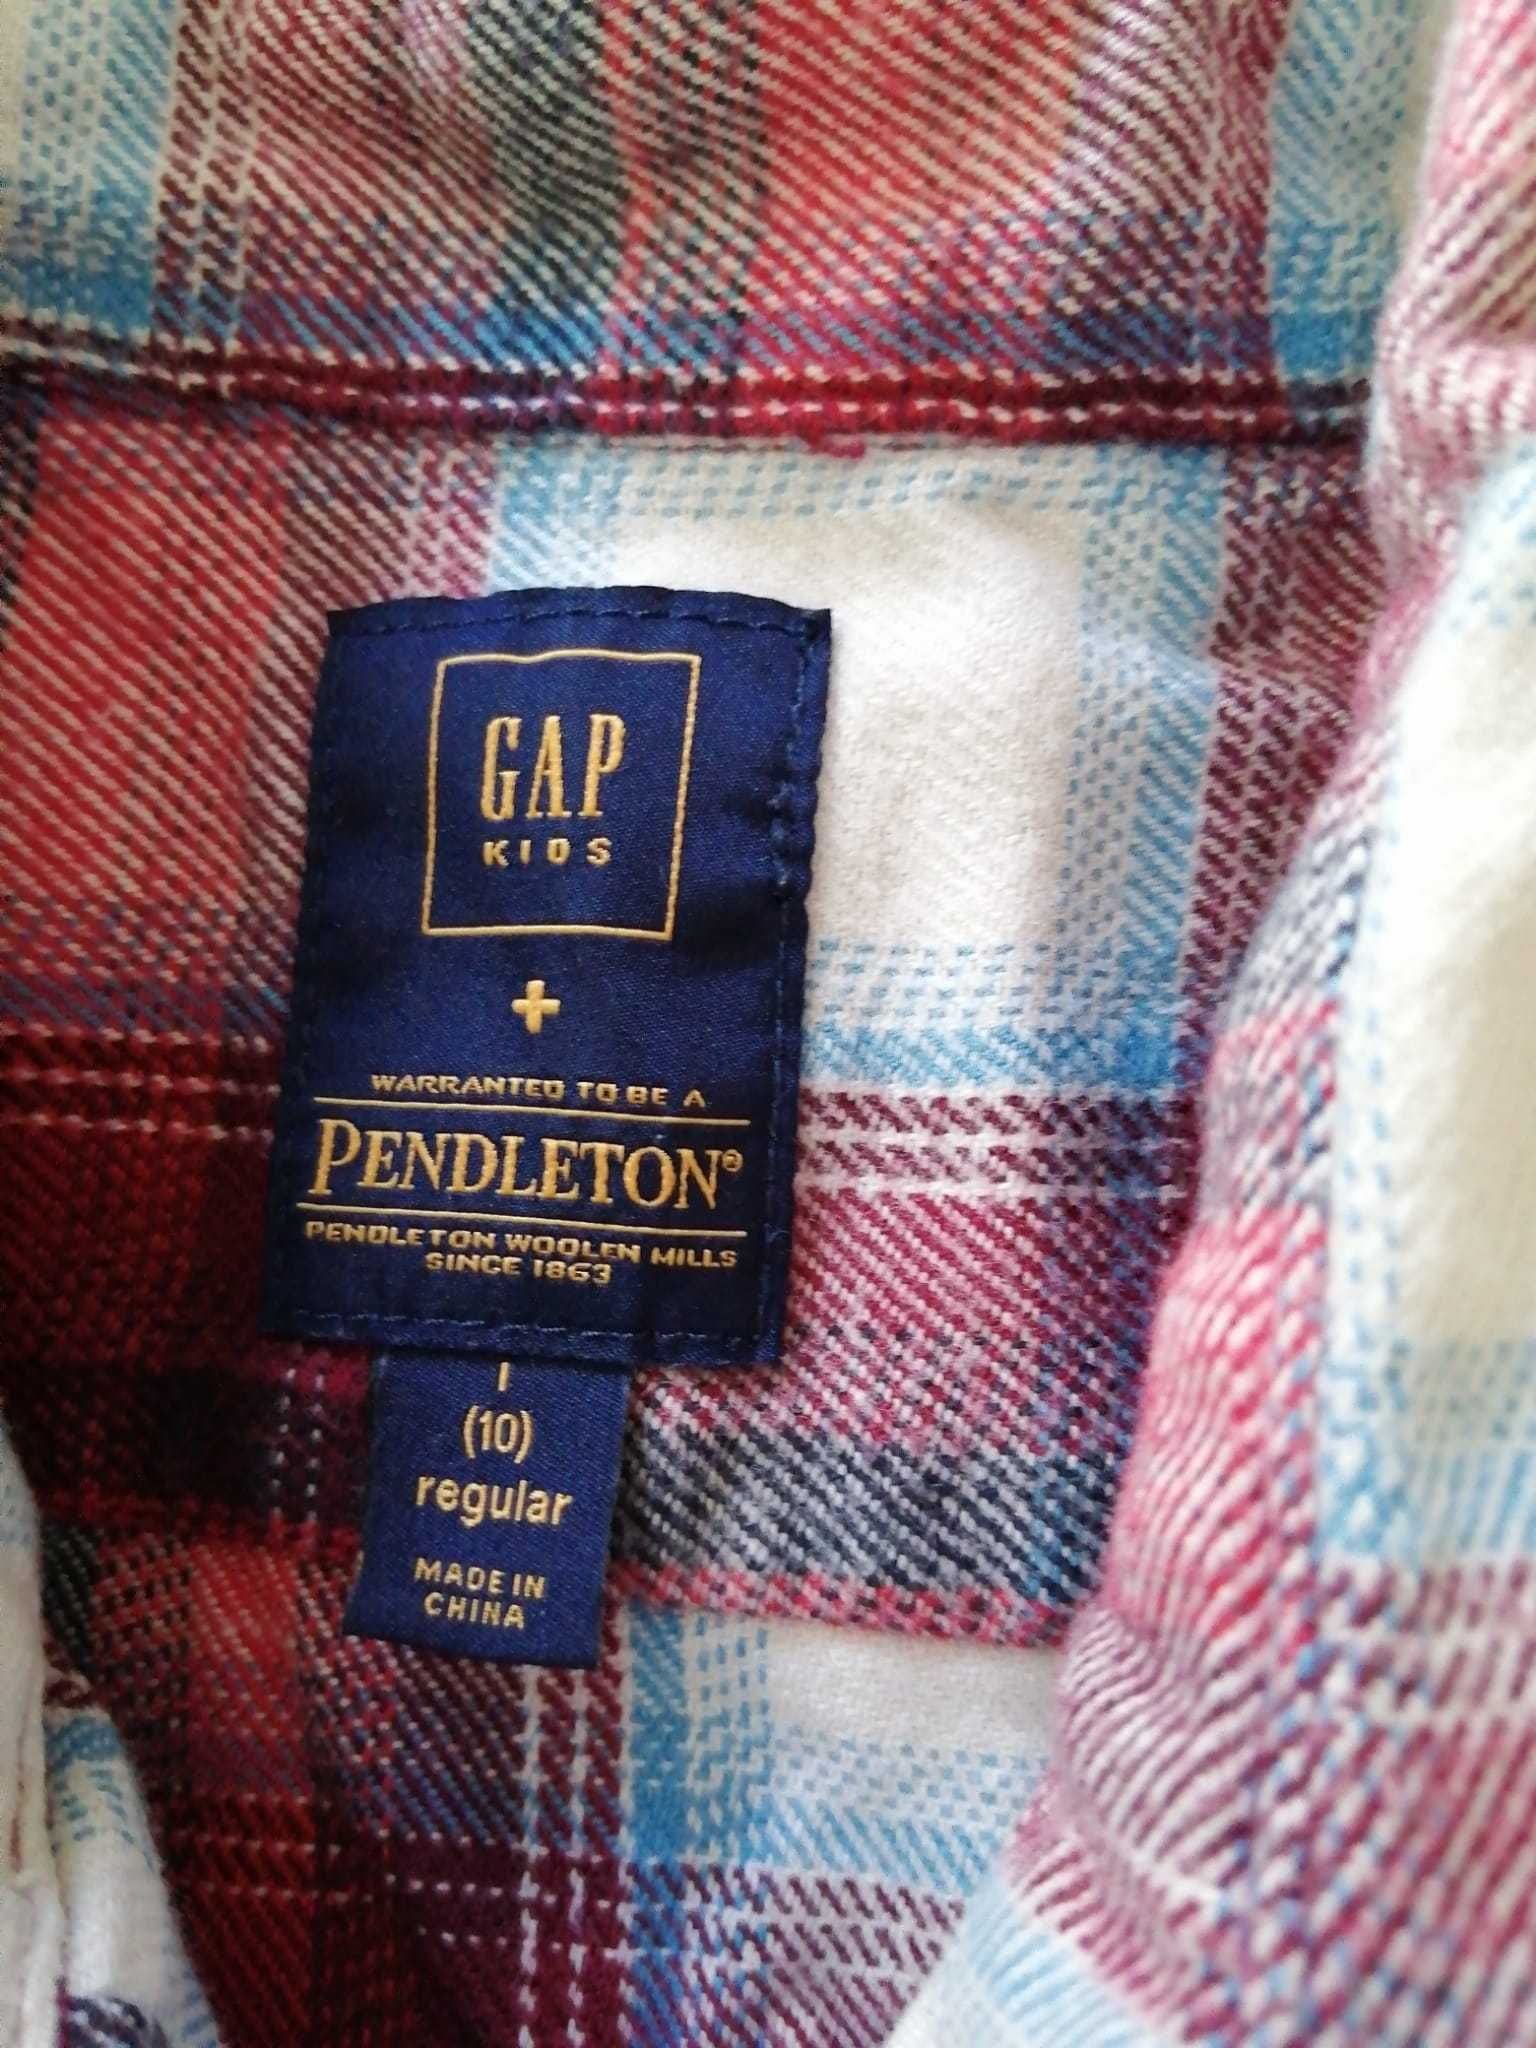 GAP
KIDS
+
WARRANTED TO BE A
PENDLETON®
PENDLETON WOOLEN MILLS
SINCE 1863
(10)
regular
MADE IN
CHINA